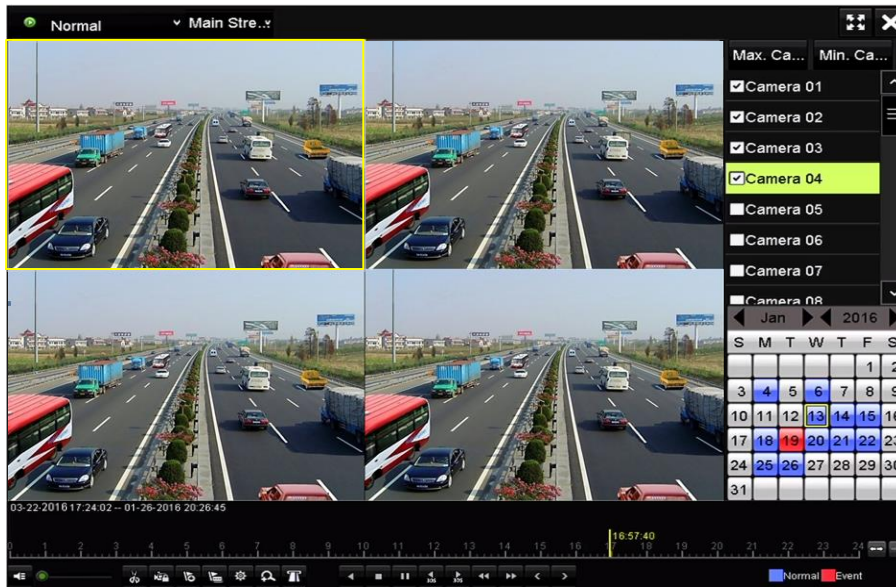 Normal Main Stre..
Max. Ca... Min. Ca...
Camera 01
Camera 02
Camera 03
Camera 04
Camera 05
Camera 06
Camera 07
Camera 08
Jan 2016
S M T W T F S
1 2
3 4 5 6 7 8
10 11 12 13 14 15 16
17 18 19 20 21 22 23
24 25 26 27 28 29 30
31
03-22-2016 17:24:02 -- 01-26-2016 20:26:45
16:57:40
0 1 2 3 4 5 6 7 8 9 10 11 12 13 14 15 16 17 18 19 20 21 22 23 24
30S 30S
Normal Event